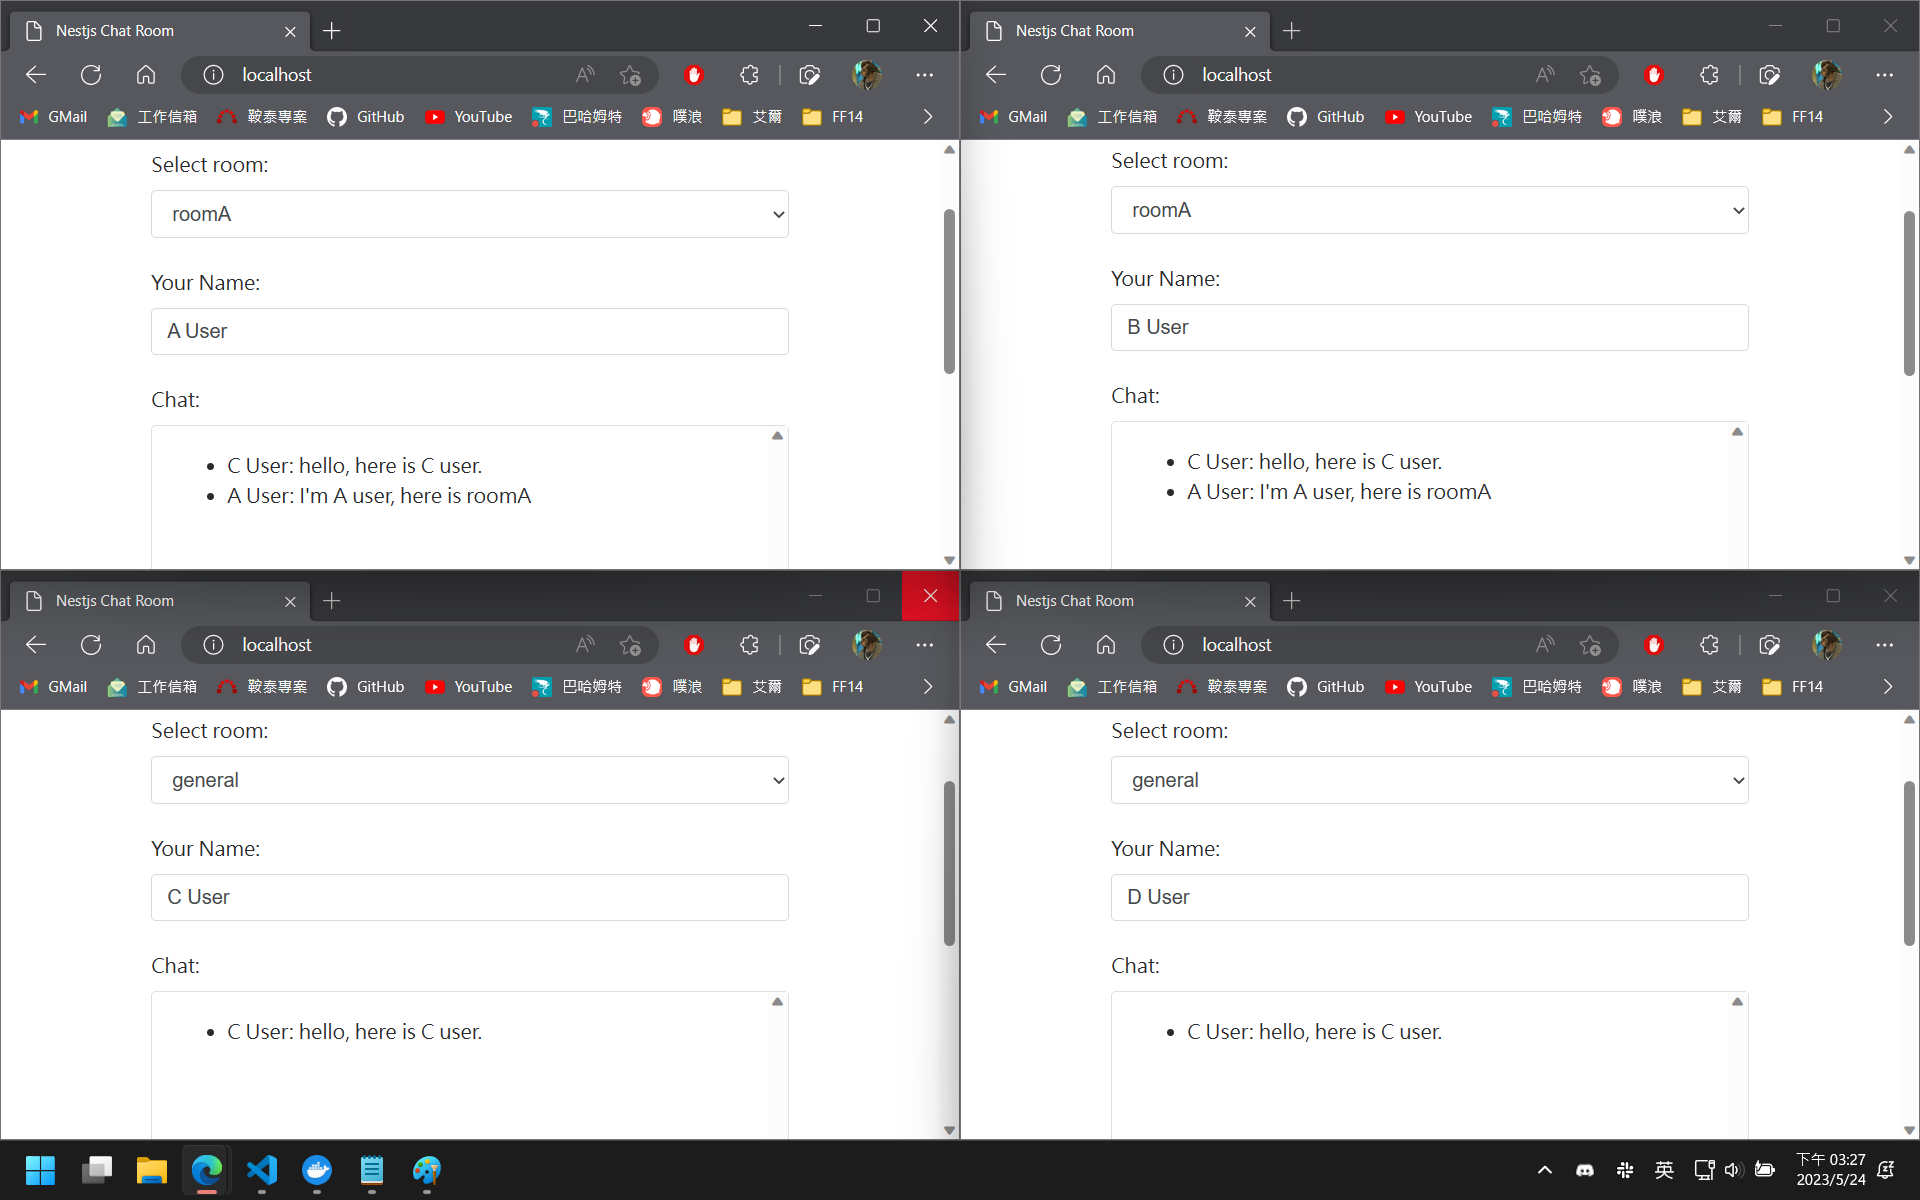 Nestjs Chat Room
localhost
GMail 工作信箱 鞍泰專案 GitHub YouTube 巴哈姆特 噗浪 艾爾 FF14
Select room:
roomA
Your Name:
A User
Chat:
C User: hello, here is C user.
A User: I'm A user, here is roomA
Nestjs Chat Room
localhost
GMail 工作信箱 鞍泰專案 GitHub YouTube 巴哈姆特 噗浪 艾爾 FF14
Select room:
roomA
Your Name:
B User
Chat:
C User: hello, here is C user.
A User: I'm A user, here is roomA
Nestjs Chat Room
localhost
GMail 工作信箱 鞍泰專案 GitHub YouTube 巴哈姆特 噗浪 艾爾 FF14
Select room:
general
Your Name:
C User
Chat:
C User: hello, here is C user.
Nestjs Chat Room
localhost
GMail 工作信箱 鞍泰專案 GitHub YouTube 巴哈姆特 噗浪 艾爾 FF14
Select room:
general
Your Name:
D User
Chat:
C User: hello, here is C user.
英
下午 03:27
2023/5/24